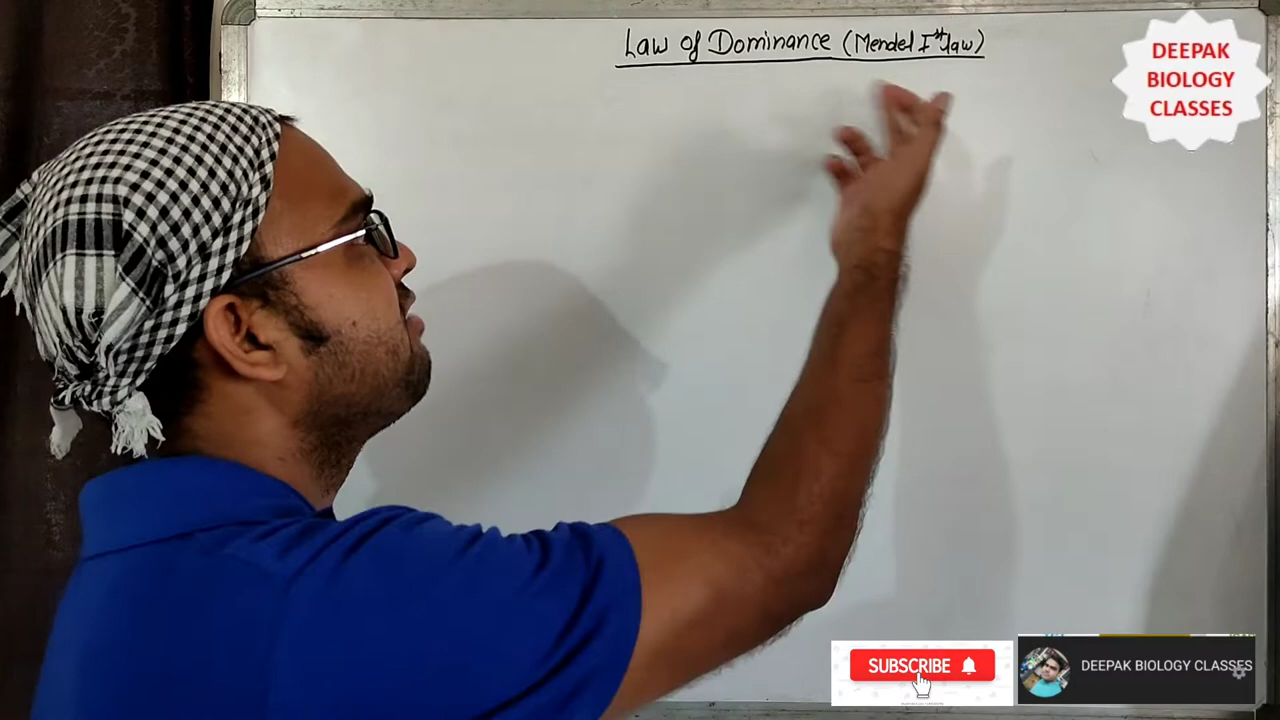 Law of Dominance (Mendel Ist law)
DEEPAK
BIOLOGY
CLASSES
SUBSCRIBE
DEEPAK BIOLOGY CLASSES